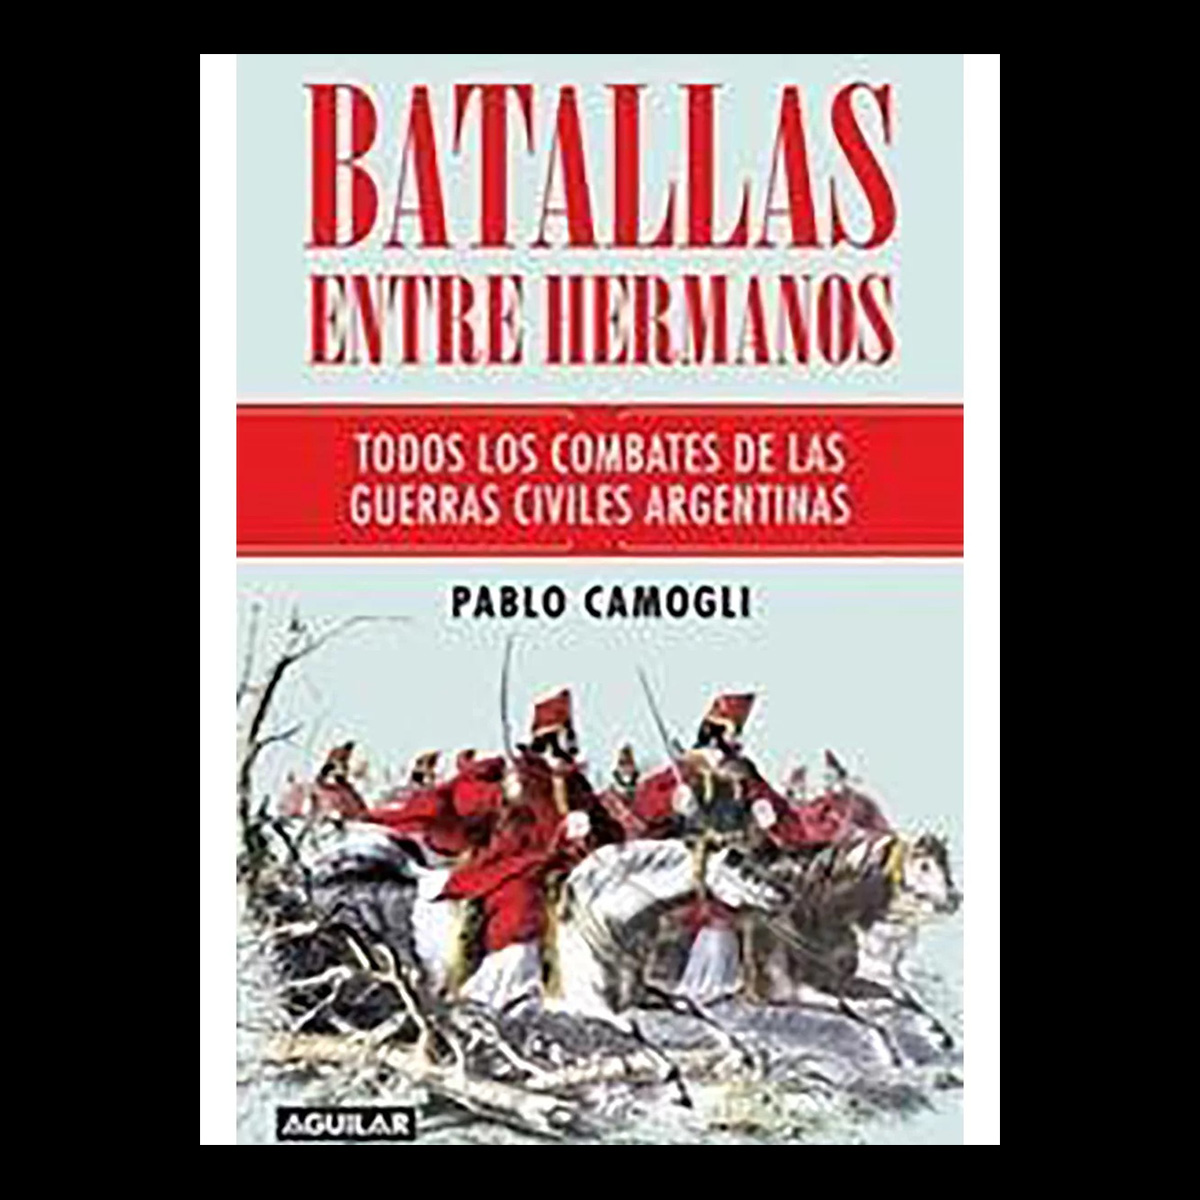 BATALLAS
ENTRE HERMANOS
TODOS LOS COMBATES DE LAS
GUERRAS CIVILES ARGENTINAS
PABLO CAMOGLI
AGUILAR